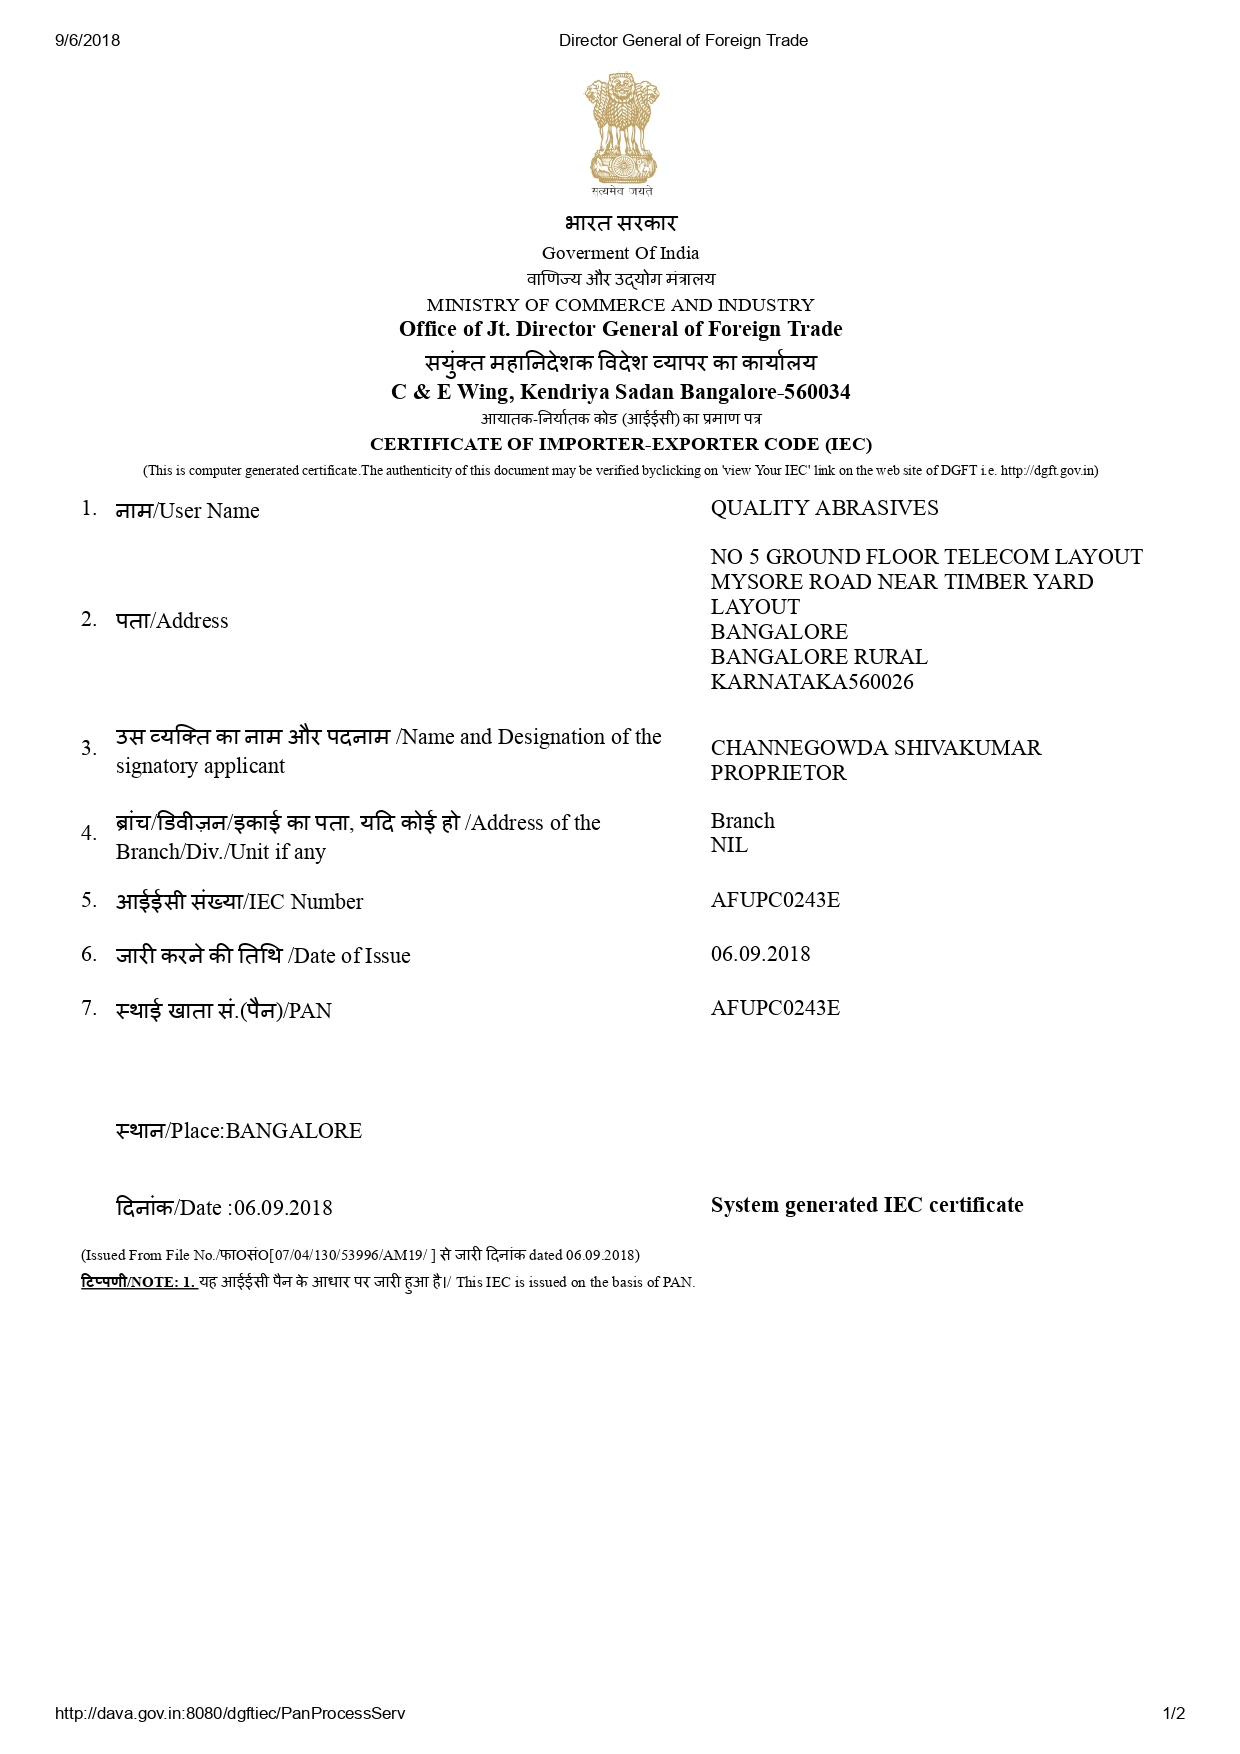 9/6/2018 Director General of Foreign Trade
सत्यमेव जयते
भारत सरकार
Goverment Of India
वाणिज्य और उद्योग मंत्रालय
MINISTRY OF COMMERCE AND INDUSTRY
Office of Jt. Director General of Foreign Trade
सयुंक्त महानिदेशक विदेश व्यापर का कार्यालय
C & E Wing, Kendriya Sadan Bangalore-560034
आयातक-निर्यातक कोड (आईईसी) का प्रमाण पत्र
CERTIFICATE OF IMPORTER-EXPORTER CODE (IEC)
(This is computer generated certificate.The authenticity of this document may be verified byclicking on 'view Your IEC' link on the web site of DGFT i.e. http://dgft.gov.in)
1. नाम/User Name QUALITY ABRASIVES
2. पता/Address
NO 5 GROUND FLOOR TELECOM LAYOUT
MYSORE ROAD NEAR TIMBER YARD
LAYOUT
BANGALORE
BANGALORE RURAL
KARNATAKA560026
3. उस व्यक्ति का नाम और पदनाम /Name and Designation of the
signatory applicant
CHANNEGOWDA SHIVAKUMAR
PROPRIETOR
4. ब्रांच/डिवीज़न/इकाई का पता, यदि कोई हो /Address of the
Branch/Div./Unit if any
Branch
NIL
5. आईईसी संख्या/IEC Number AFUPC0243E
6. जारी करने की तिथि /Date of Issue 06.09.2018
7. स्थाई खाता सं.(पैन)/PAN AFUPC0243E
स्थान/Place:BANGALORE
दिनांक/Date :06.09.2018 System generated IEC certificate
(Issued From File No./फाOसंO[07/04/130/53996/AM19/ ] से जारी दिनांक dated 06.09.2018)
टिप्पणी/NOTE: 1. यह आईईसी पैन के आधार पर जारी हुआ है।/ This IEC is issued on the basis of PAN.
http://dava.gov.in:8080/dgftiec/PanProcessServ 1/2